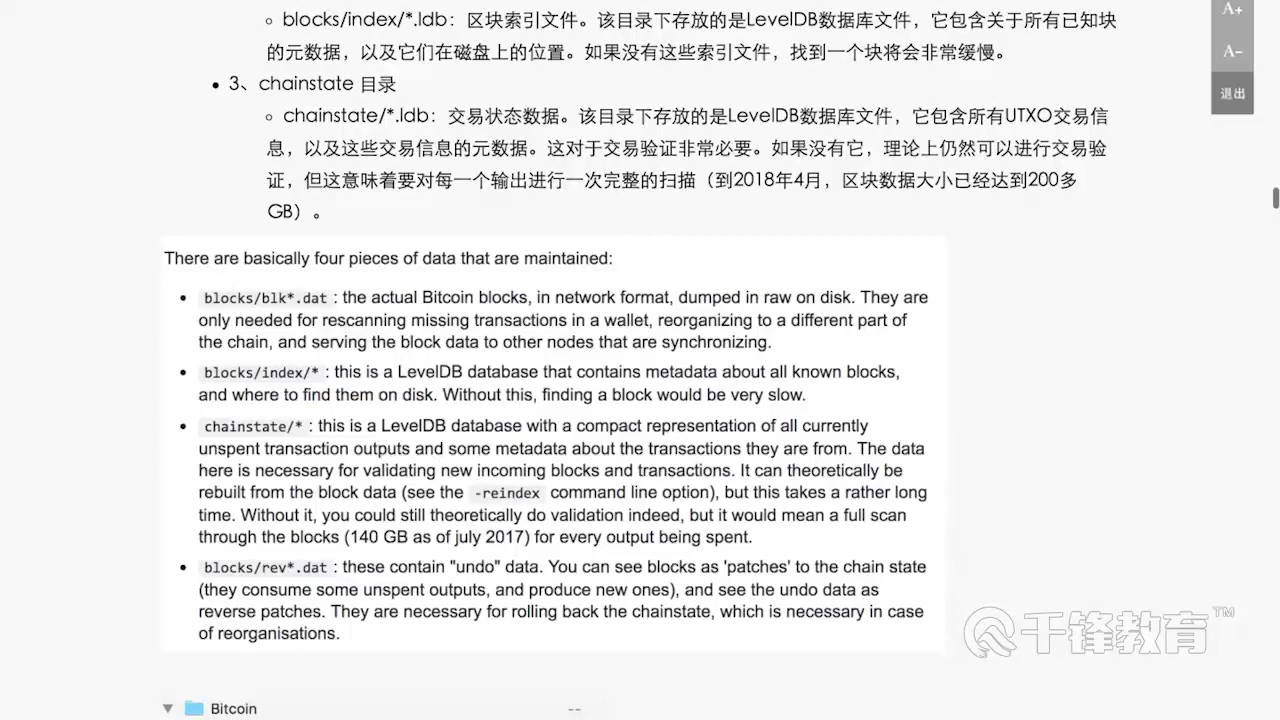 blocks/index/*.ldb：区块索引文件。该目录下存放的是LevelDB数据库文件，它包含关于所有已知块
的元数据，以及它们在磁盘上的位置。如果没有这些索引文件，找到一个块将会非常缓慢。
3、chainstate 目录
chainstate/*.ldb：交易状态数据。该目录下存放的是LevelDB数据库文件，它包含所有UTXO交易信
息，以及这些交易信息的元数据。这对于交易验证非常必要。如果没有它，理论上仍然可以进行交易验
证，但这意味着要对每一个输出进行一次完整的扫描（到2018年4月，区块数据大小已经达到200多
GB）。
There are basically four pieces of data that are maintained:
blocks/blk*.dat : the actual Bitcoin blocks, in network format, dumped in raw on disk. They are
only needed for rescanning missing transactions in a wallet, reorganizing to a different part of
the chain, and serving the block data to other nodes that are synchronizing.
blocks/index/* : this is a LevelDB database that contains metadata about all known blocks,
and where to find them on disk. Without this, finding a block would be very slow.
chainstate/* : this is a LevelDB database with a compact representation of all currently
unspent transaction outputs and some metadata about the transactions they are from. The data
here is necessary for validating new incoming blocks and transactions. It can theoretically be
rebuilt from the block data (see the -reindex command line option), but this takes a rather long
time. Without it, you could still theoretically do validation indeed, but it would mean a full scan
through the blocks (140 GB as of july 2017) for every output being spent.
blocks/rev*.dat : these contain "undo" data. You can see blocks as 'patches' to the chain state
(they consume some unspent outputs, and produce new ones), and see the undo data as
reverse patches. They are necessary for rolling back the chainstate, which is necessary in case
of reorganisations.
Bitcoin --
A+
A-
退出
千锋教育™